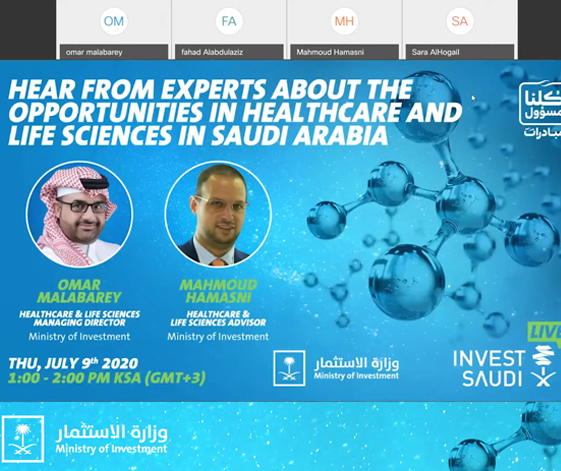 OM
FA
MH
SA
omar malabarey
fahad Alabdulaziz
Mahmoud Hamasni
Sara AlHogail
HEAR FROM EXPERTS ABOUT THE
OPPORTUNITIES IN HEALTHCARE AND
LIFE SCIENCES IN SAUDI ARABIA
كلنا
مسؤول
OMAR
MALABAREY
HEALTHCARE & LIFE SCIENCES
MANAGING DIRECTOR
Ministry of Investment
MAHMOUD
HAMASNI
HEALTHCARE &
LIFE SCIENCES ADVISOR
Ministry of Investment
THU, JULY 9th 2020
1:00 - 2:00 PM KSA (GMT+3)
وزارة الاستثمار
Ministry of Investment
LIVE
INVEST
SAUDI
وزارة الاستثمار
Ministry of Investment